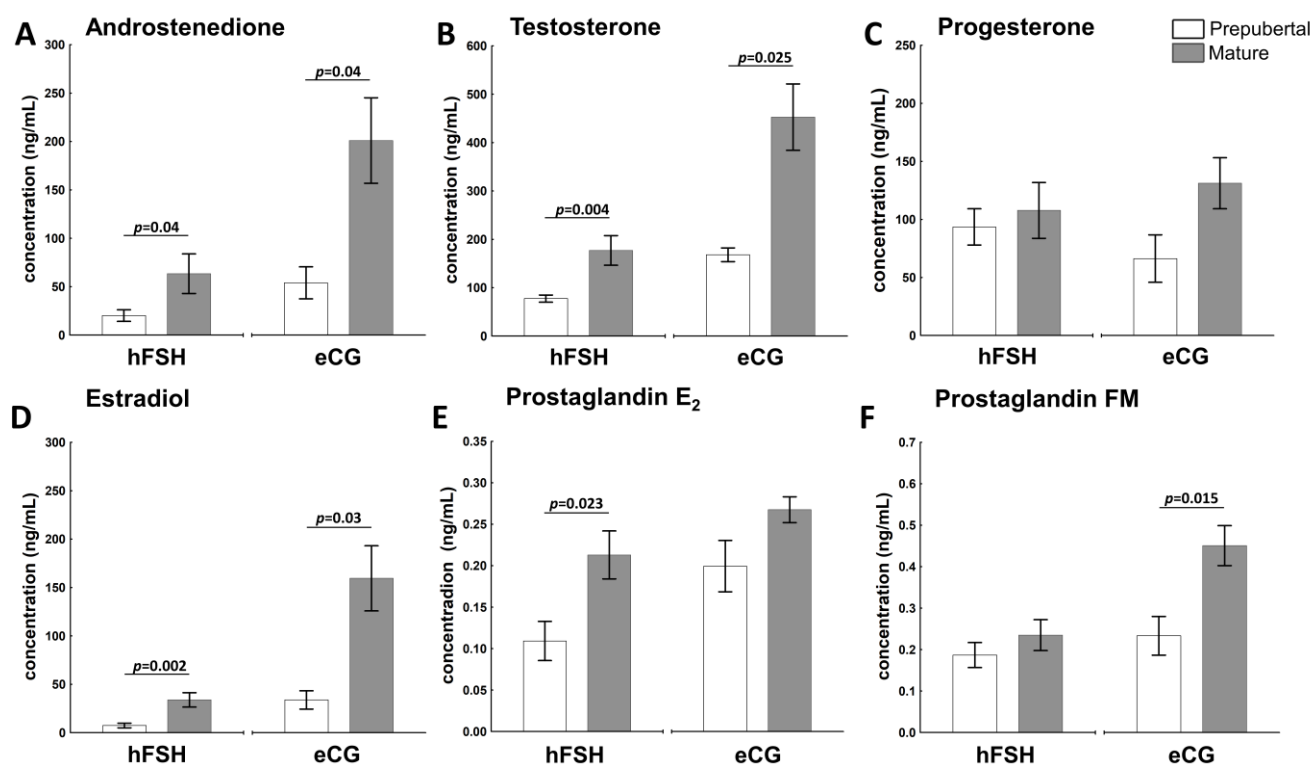 A Androstenedione
300
250
200
150
100
50
0
concentration (ng/mL)
p=0.04
p=0.04
hFSH eCG
B Testosterone
600
500
400
300
200
100
0
concentration (ng/mL)
p=0.004
p=0.025
hFSH eCG
C Progesterone
250
200
150
100
50
0
concentration (ng/mL)
hFSH eCG
Prepubertal
Mature
D Estradiol
300
250
200
150
100
50
0
concentration (ng/mL)
p=0.002
p=0.03
hFSH eCG
E Prostaglandin E2
0.35
0.30
0.25
0.20
0.15
0.10
0.05
0.00
concentradion (ng/mL)
p=0.023
hFSH eCG
F Prostaglandin FM
0.7
0.6
0.5
0.4
0.2
0.2
0.1
0.0
concentration (ng/mL)
p=0.015
hFSH eCG